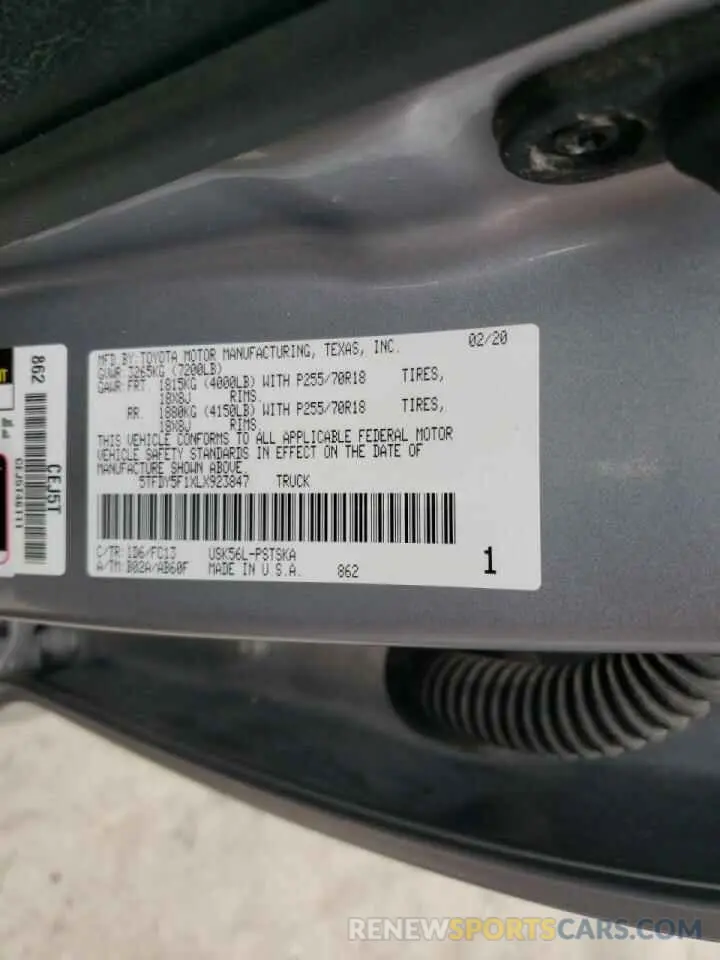 MFD BY:TOYOTA MOTOR MANUFACTURING, TEXAS, INC. 02/20
GVWR 3265KG (7200LB)
GAWR:FRT. 1815KG (4000LB) WITH P255/70R18 TIRES,
18X8J RIMS.
RR. 1880KG (4150LB) WITH P255/70R18 TIRES,
18X8J RIMS.
THIS VEHICLE CONFORMS TO ALL APPLICABLE FEDERAL MOTOR
VEHICLE SAFETY STANDARDS IN EFFECT ON THE DATE OF
MANUFACTURE SHOWN ABOVE.
5TFDY5F1XLX923847 TRUCK
C/TR: 1D6/FC13 USK56L-PSTSKA
A/TM: B02A/AB60F MADE IN U.S.A. 862 1
862
CEJ5T
RENEWSPORTSCARS.COM